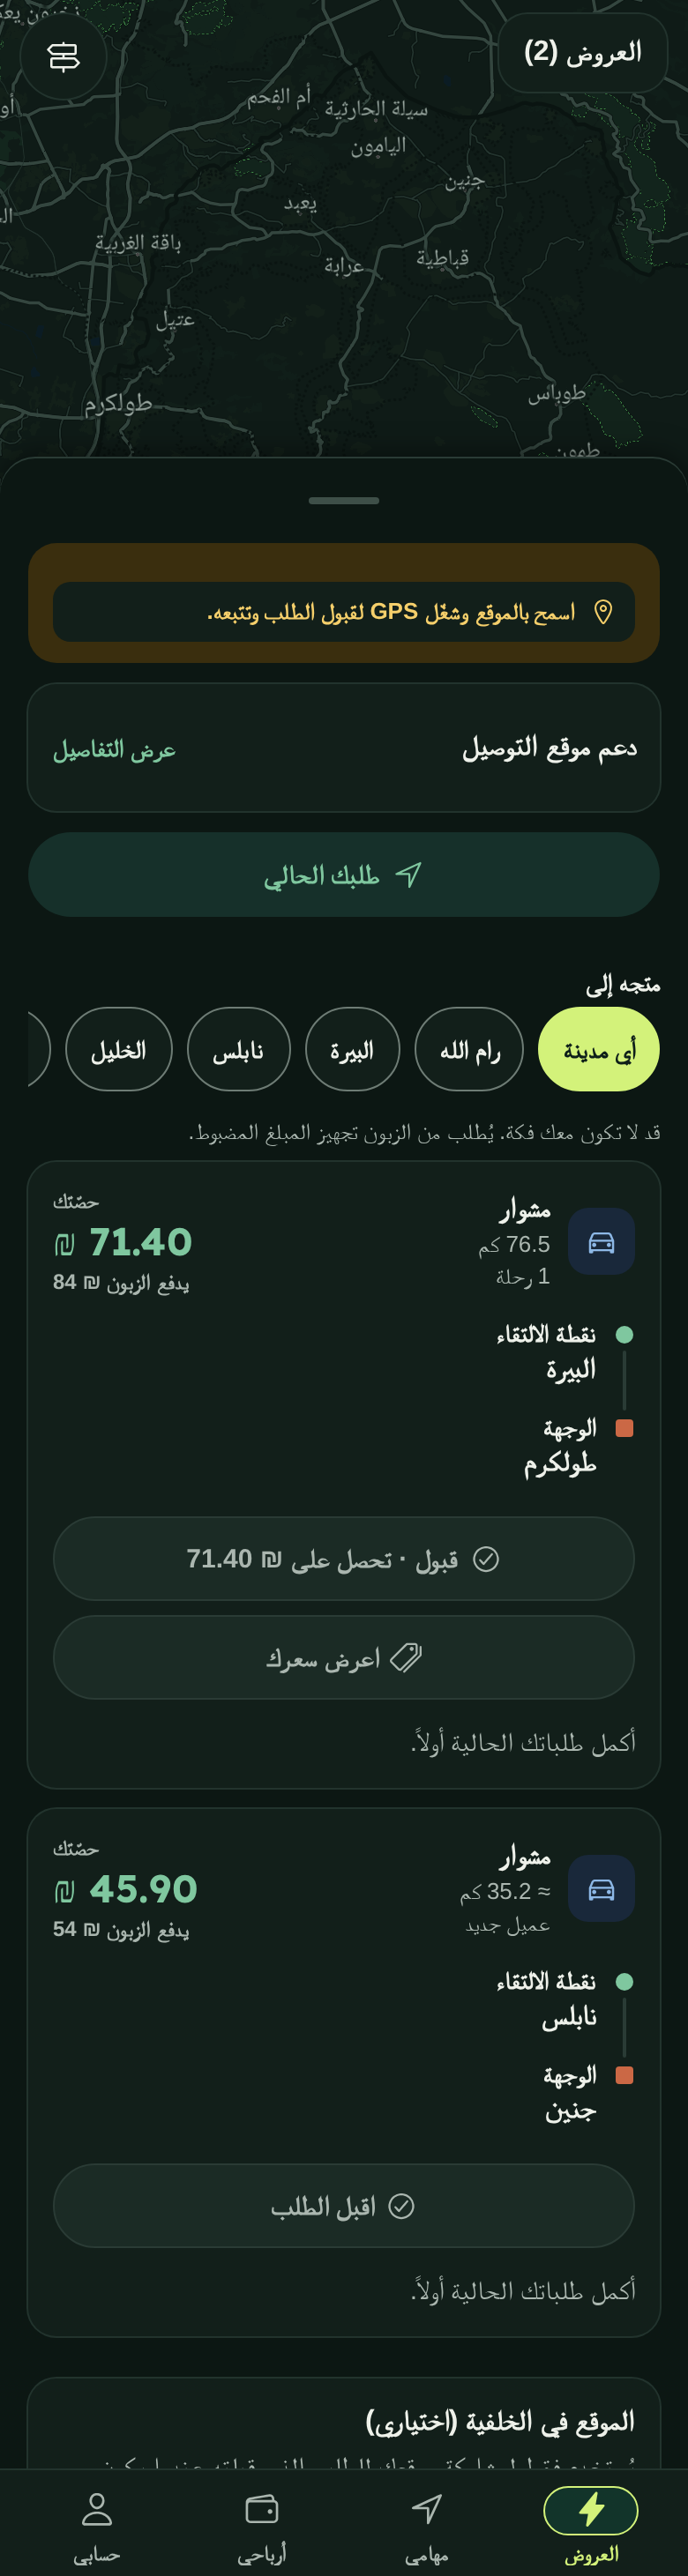 العروض (2)
أم الفحم
سيلة الحارثية
اليامون
جنين
يعبد
باقة الغربية
عرابة
قباطية
عتيل
طولكرم
طوباس
طمون
اسمح بالموقع وشغّل GPS لقبول الطلب وتتبعه.
دعم موقع التوصيل
عرض التفاصيل
طلبك الحالي
متجه إلى
أي مدينة
رام الله
البيرة
نابلس
الخليل
قد لا تكون معك فكة. يُطلب من الزبون تجهيز المبلغ المضبوط.
مشوار
76.5 كم
1 رحلة
حصّتك
71.40 ₪
يدفع الزبون ₪ 84
نقطة الالتقاء
البيرة
الوجهة
طولكرم
قبول · تحصل على ₪ 71.40
اعرض سعرك
أكمل طلباتك الحالية أولاً.
مشوار
≈ 35.2 كم
عميل جديد
حصّتك
45.90 ₪
يدفع الزبون ₪ 54
نقطة الالتقاء
نابلس
الوجهة
جنين
اقبل الطلب
أكمل طلباتك الحالية أولاً.
الموقع في الخلفية (اختياري)
العروض
مهامي
أرباحي
حسابي